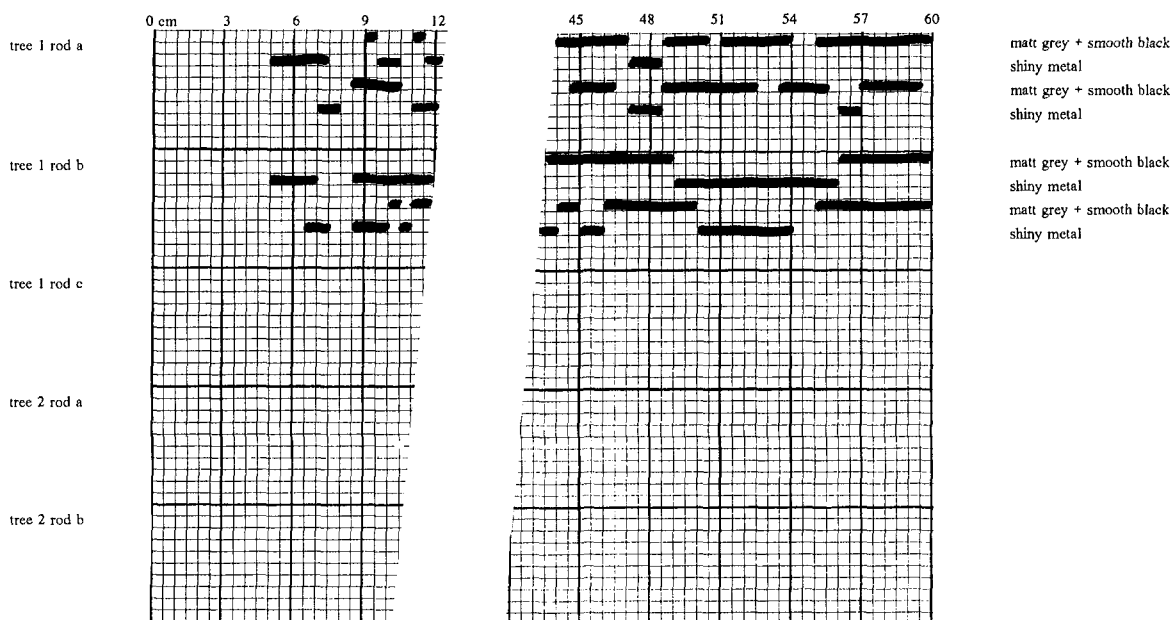 0 cm 3 6 9 12 45 48 51 54 57 60
tree 1 rod a
matt grey + smooth black
shiny metal
matt grey + smooth black
shiny metal
tree 1 rod b
matt grey + smooth black
shiny metal
matt grey + smooth black
shiny metal
tree 1 rod c
tree 2 rod a
tree 2 rod b